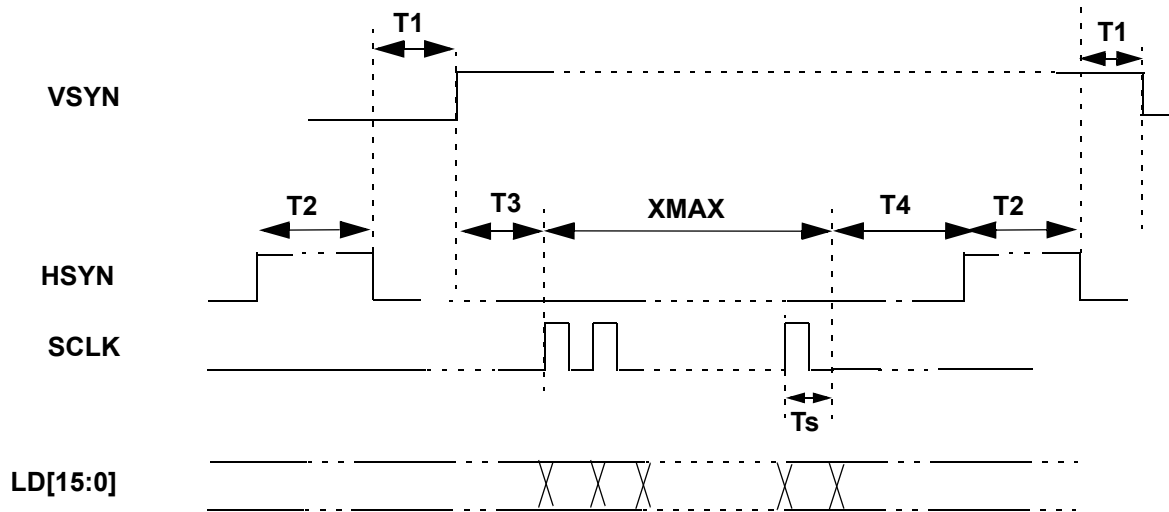 T1
T1
VSYN
T2
T3
XMAX
T4
T2
HSYN
SCLK
Ts
LD[15:0]